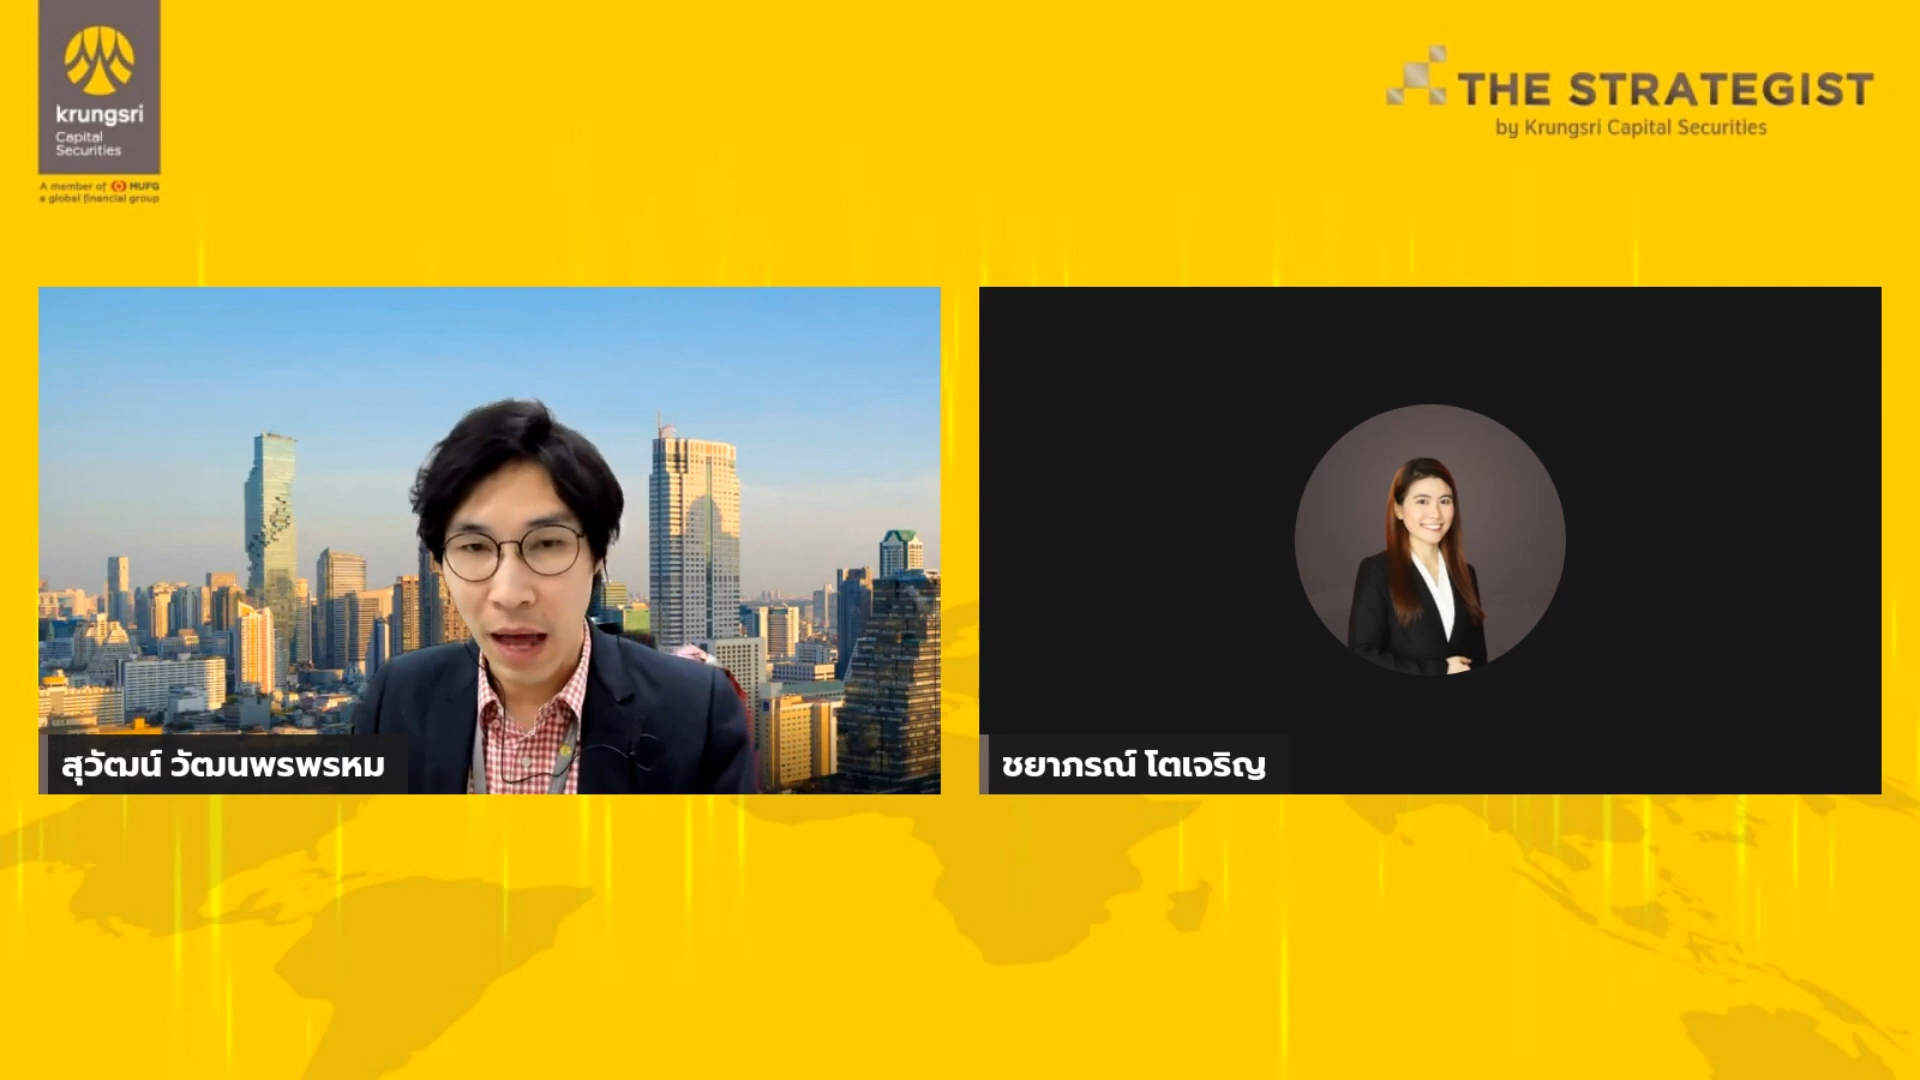 krungsri
Capital
Securities
A member of MUFG
a global financial group
THE STRATEGIST
by Krungsri Capital Securities
สุวัฒน์ วัฒนพรพรหม
ชยาภรณ์ โตเจริญ